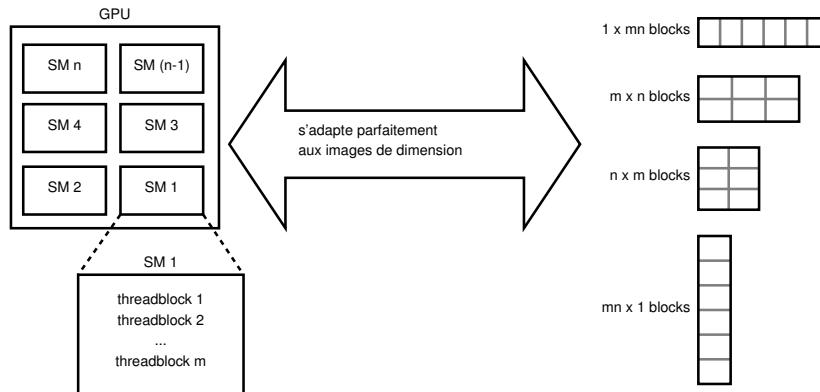 GPU
SM n
SM (n-1)
SM 4
SM 3
SM 2
SM 1
SM 1
threadblock 1
threadblock 2
...
threadblock m
s'adapte parfaitement
aux images de dimension
1 x mn blocks
m x n blocks
n x m blocks
mn x 1 blocks